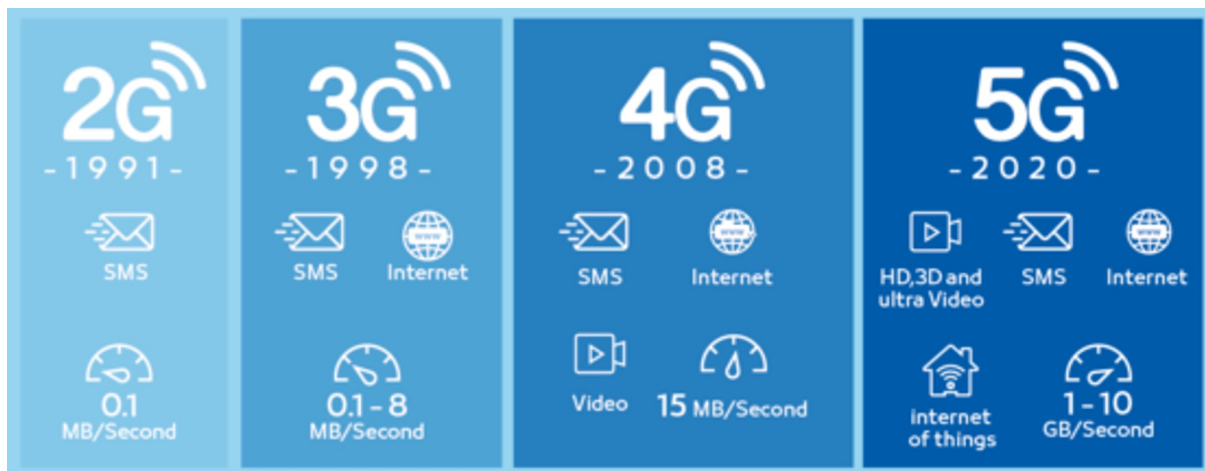 2G
-1991-
SMS
0.1
MB/Second
3G
-1998-
SMS
Internet
0.1-8
MB/Second
4G
-2008-
SMS
Internet
Video
15 MB/Second
5G
-2020-
HD,3D and
ultra Video
SMS
Internet
internet
of things
1-10
GB/Second